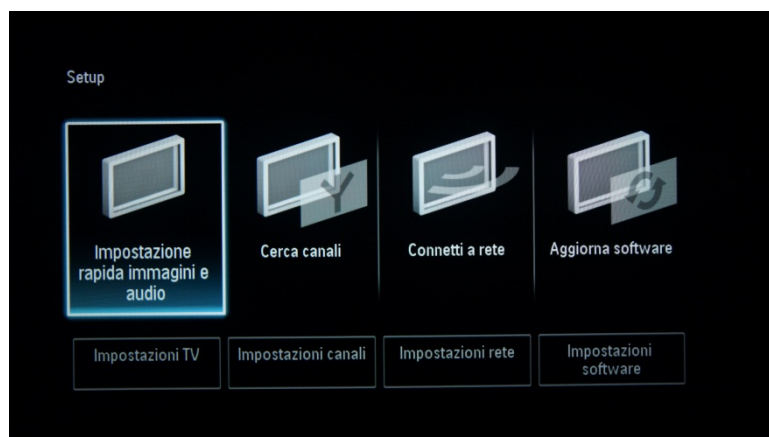 Setup
Impostazione
rapida immagini e
audio
Cerca canali
Connetti a rete
Aggiorna software
Impostazioni TV
Impostazioni canali
Impostazioni rete
Impostazioni
software